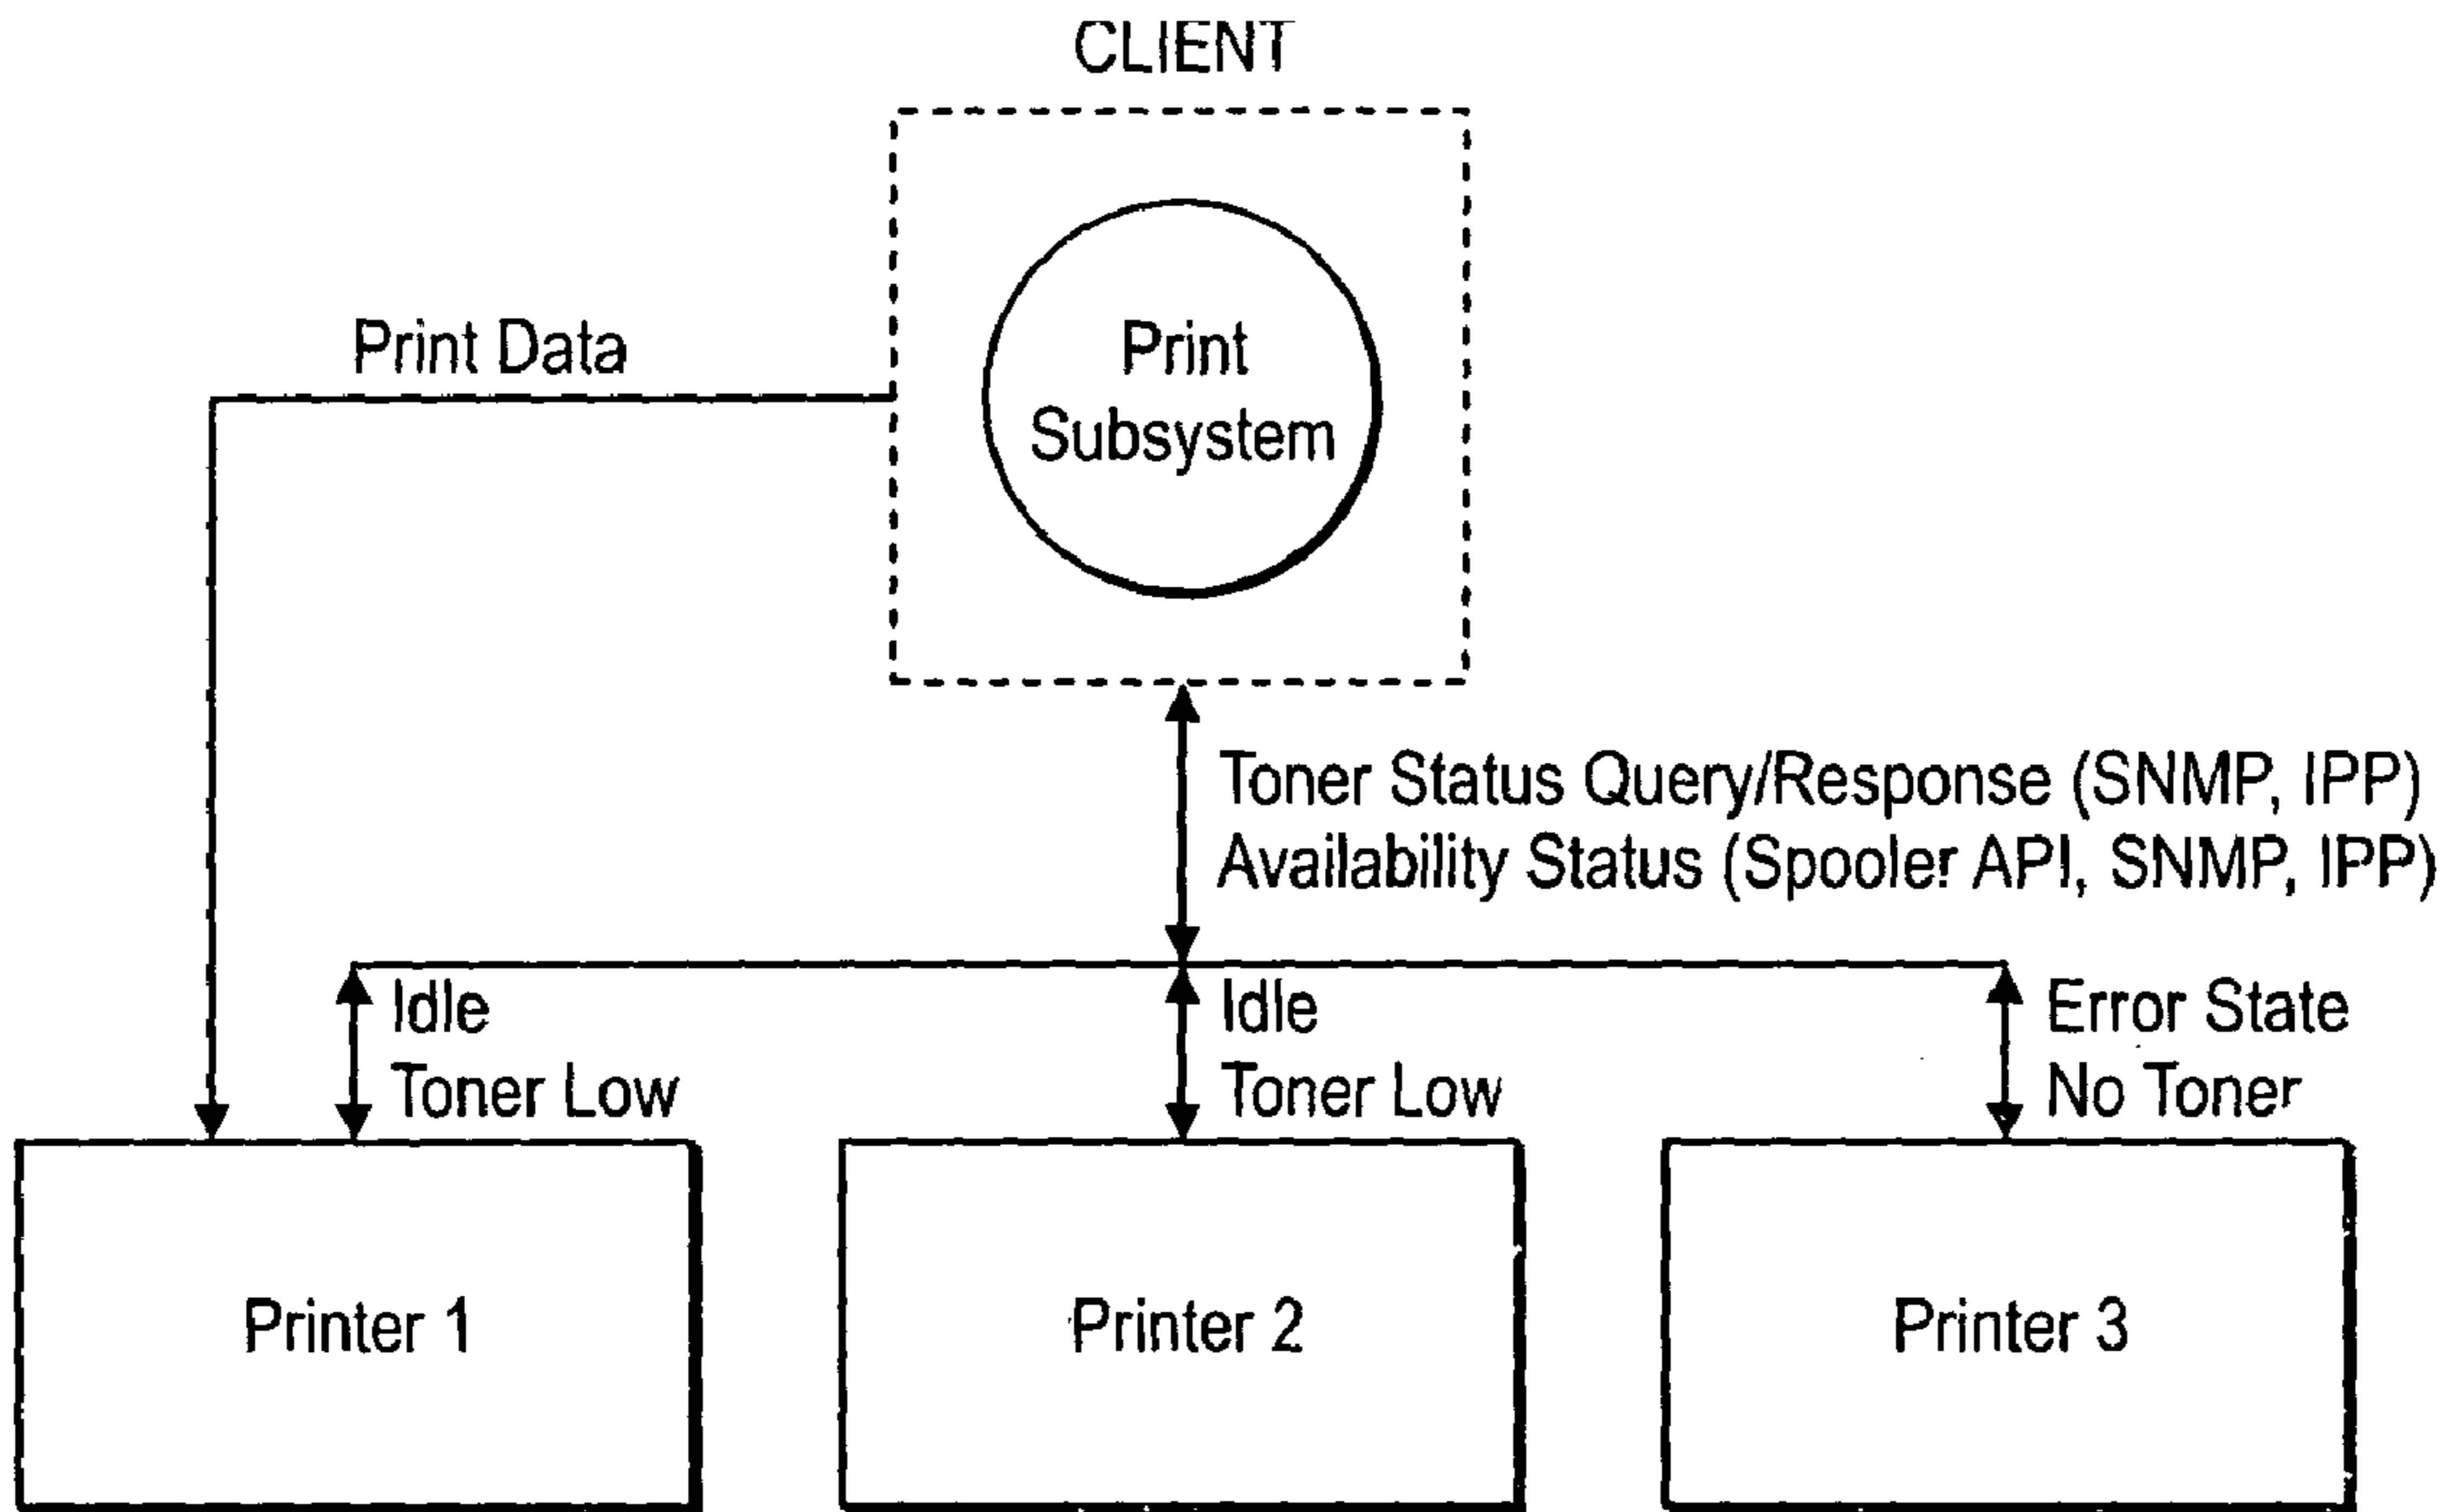 CLIENT
Print Data
Print
Subsystem
Toner Status Query/Response (SNMP, IPP)
Availability Status (Spooler API, SNMP, IPP)
Idle
Toner Low
Idle
Toner Low
Error State
No Toner
Printer 1
Printer 2
Printer 3